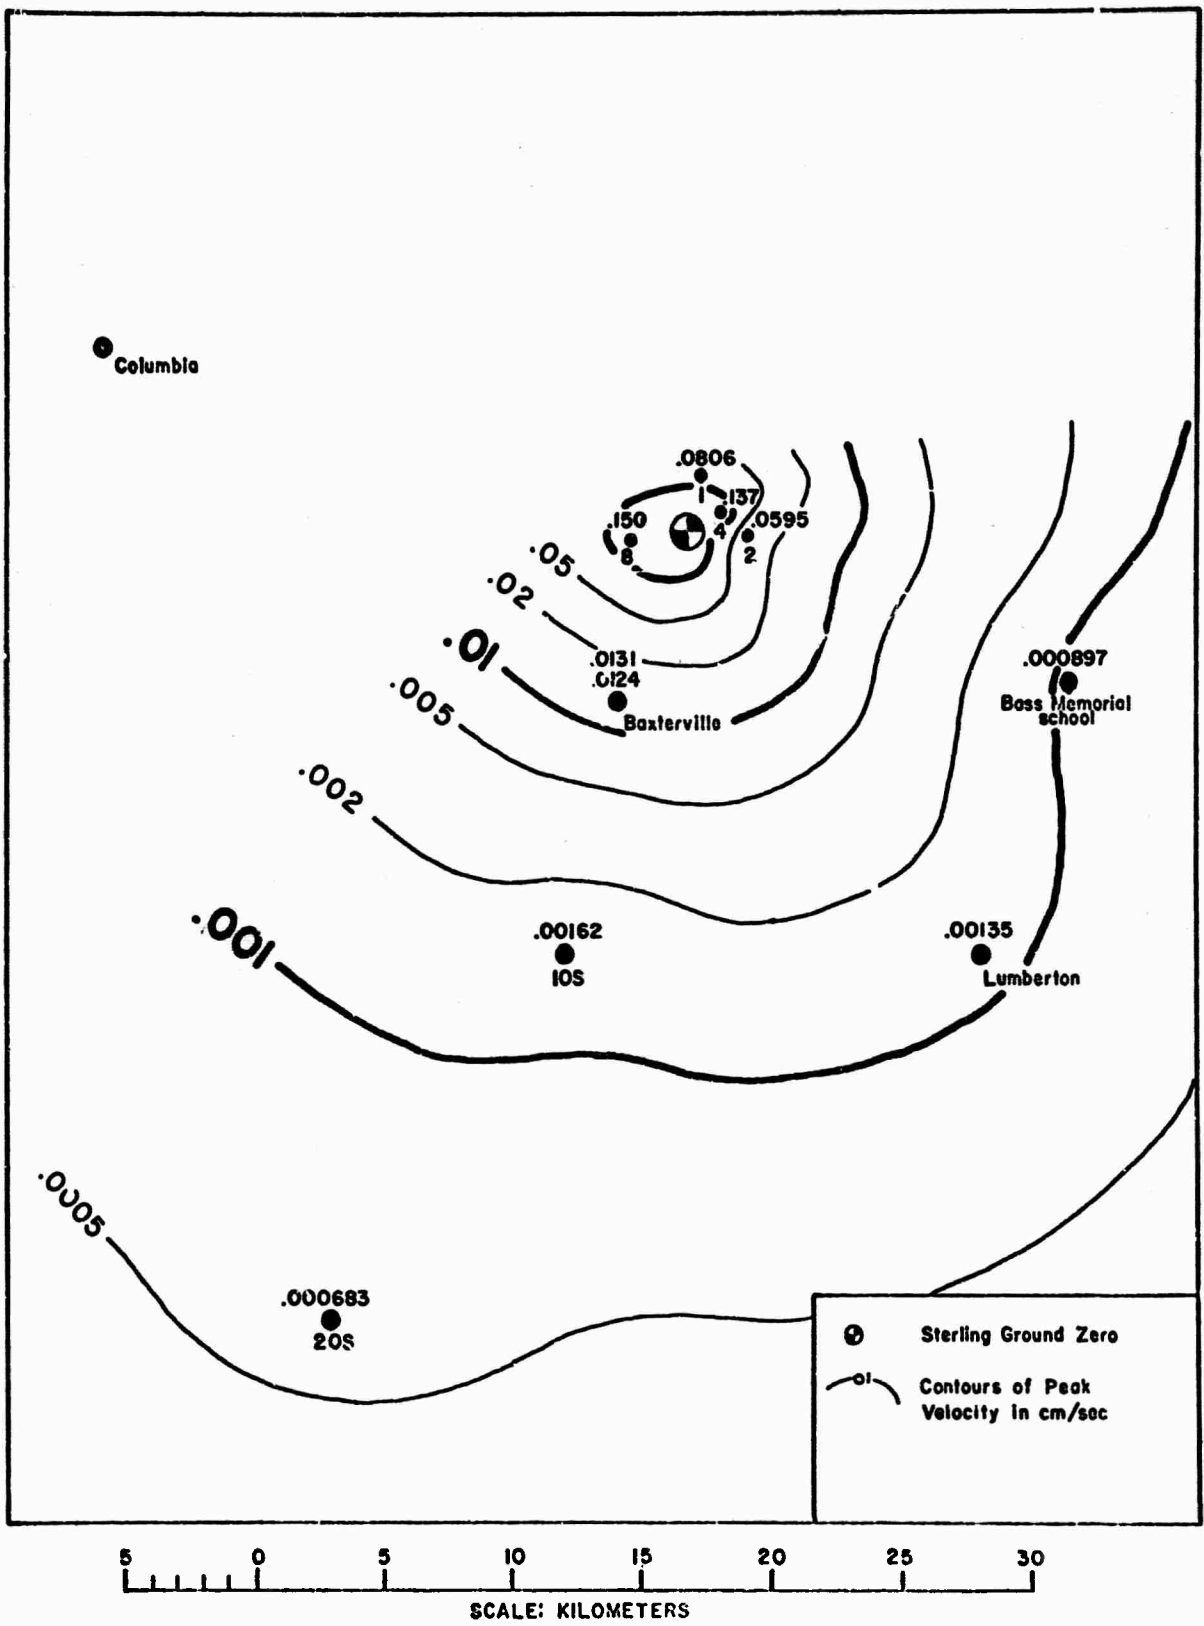 Columbia
.0806
1
.137
4
.150
8
.0595
2
.05
.02
.01
.0131
.0124
Baxterville
.005
.000897
Bass Memorial
school
.002
.001
.00162
10S
.00135
Lumberton
.0005
.000683
20S
Sterling Ground Zero
.01
Contours of Peak
Velocity in cm/sec
5 0 5 10 15 20 25 30
SCALE: KILOMETERS